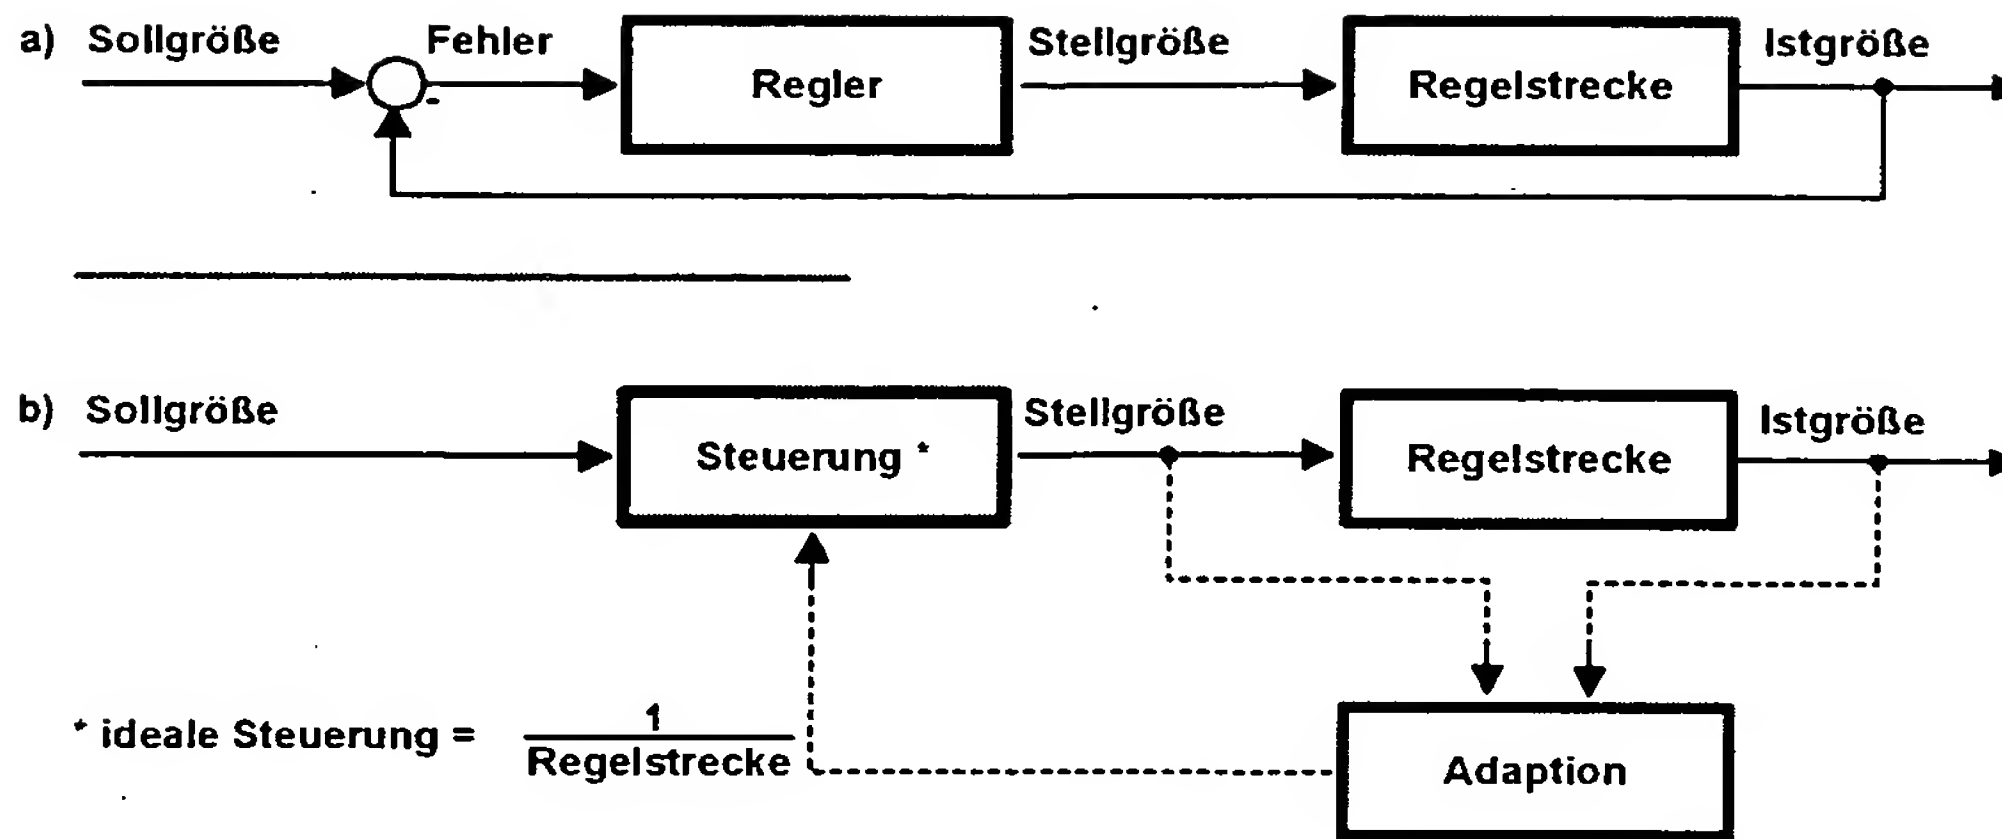 a) Sollgröße Fehler Regler Stellgröße Regelstrecke Istgröße
-
b) Sollgröße Steuerung * Stellgröße Regelstrecke Istgröße
* ideale Steuerung = 1
Regelstrecke
Adaption